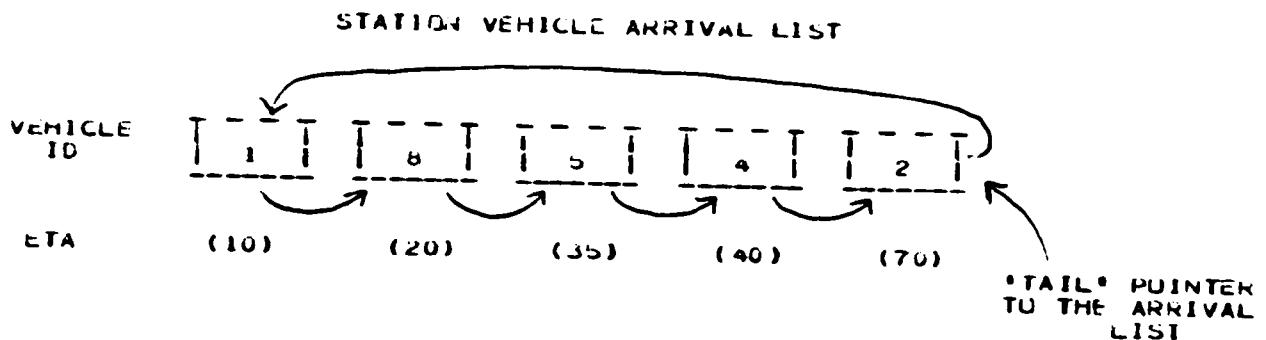 STATION VEHICLE ARRIVAL LIST
VEHICLE
ID
1 8 5 4 2
ETA (10) (20) (35) (40) (70)
"TAIL" POINTER
TO THE ARRIVAL
LIST